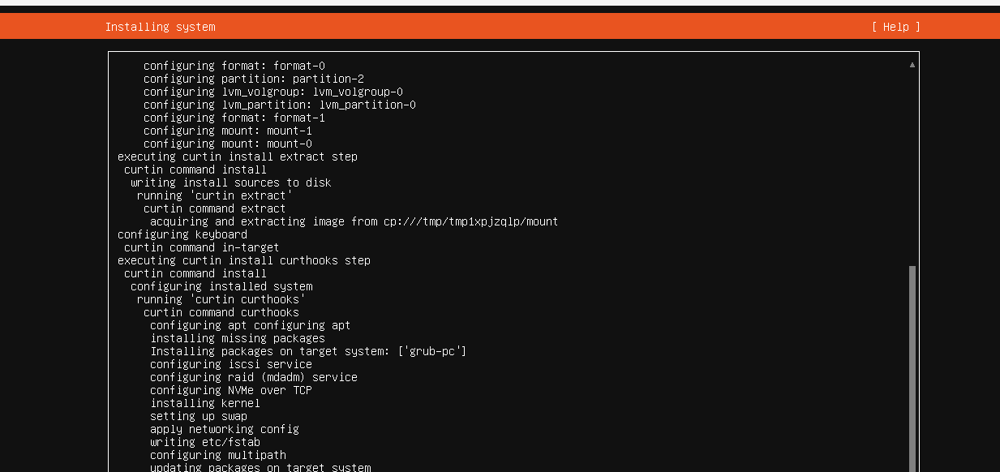 Installing system
[ Help ]
configuring format: format-0
configuring partition: partition-2
configuring lvm_volgroup: lvm_volgroup-0
configuring lvm_partition: lvm_partition-0
configuring format: format-1
configuring mount: mount-1
configuring mount: mount-0
executing curtin install extract step
curtin command install
writing install sources to disk
running 'curtin extract'
curtin command extract
acquiring and extracting image from cp:///tmp/tmp1xpjzqlp/mount
configuring keyboard
curtin command in-target
executing curtin install curthooks step
curtin command install
configuring installed system
running 'curtin curthooks'
curtin command curthooks
configuring apt configuring apt
installing missing packages
Installing packages on target system: ['grub-pc']
configuring iscsi service
configuring raid (mdadm) service
configuring NVMe over TCP
installing kernel
setting up swap
apply networking config
writing etc/fstab
configuring multipath
updating packages on target system